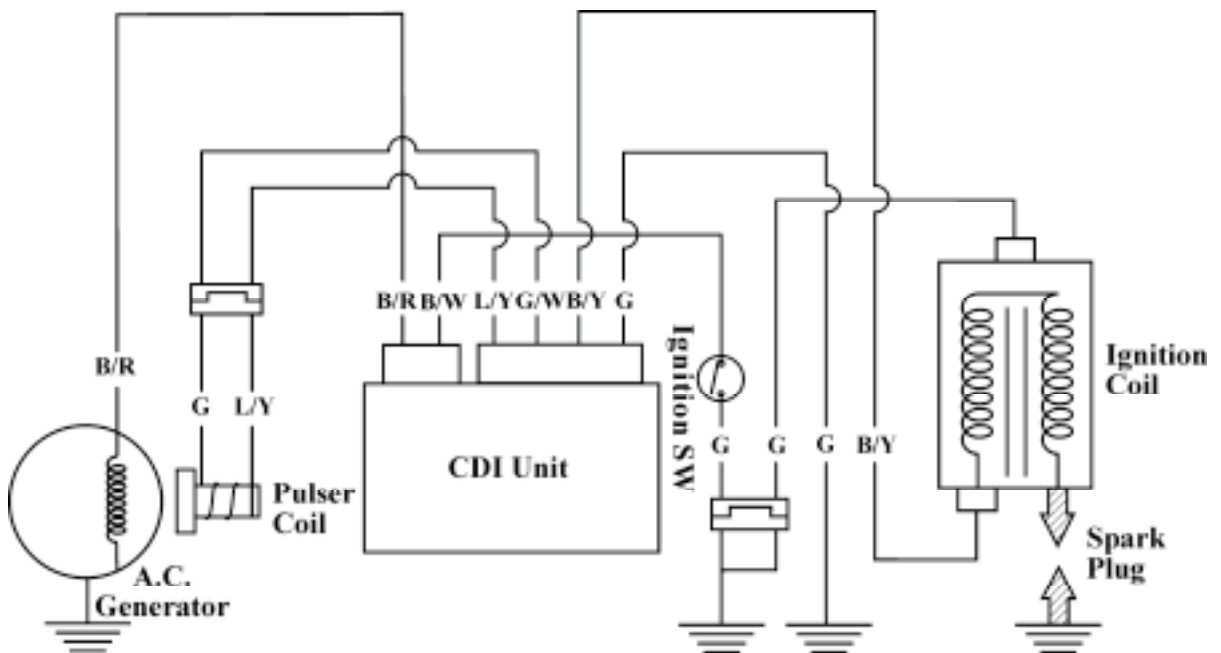 B/R B/W L/Y G/W B/Y G
Ignition SW
Ignition
Coil
B/R
G L/Y
G G G B/Y
CDI Unit
Pulser
Coil
Spark
Plug
A.C.
Generator